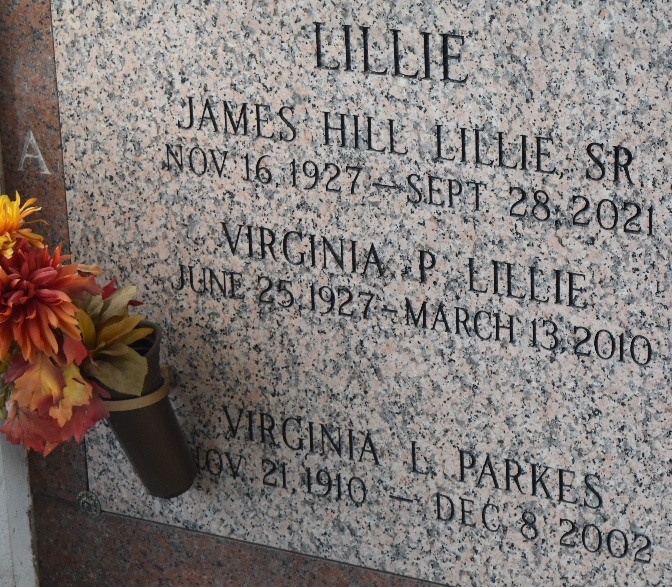 LILLIE
A
JAMES HILL LILLIE, SR
NOV. 16, 1927 — SEPT. 28, 2021
VIRGINIA P. LILLIE
JUNE 25, 1927 — MARCH 13, 2010
VIRGINIA L. PARKES
NOV. 21, 1910 — DEC. 8, 2002